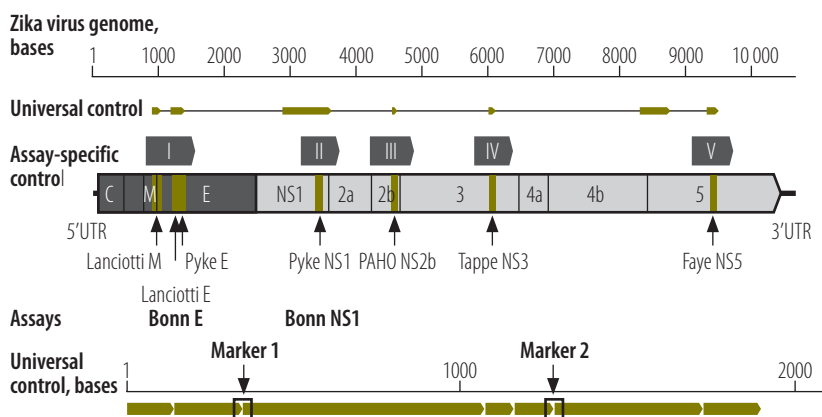 Zika virus genome,
bases
1 1000 2000 3000 4000 5000 6000 7000 8000 9000 10 000
Universal control
Assay-specific
control
I II III IV V
C M E NS1 2a 2b 3 4a 4b 5
5'UTR 3'UTR
Lanciotti M Pyke E Pyke NS1 PAHO NS2b Tappe NS3 Faye NS5
Lanciotti E
Assays Bonn E Bonn NS1
Universal
control, bases
Marker 1 Marker 2
1 1000 2000